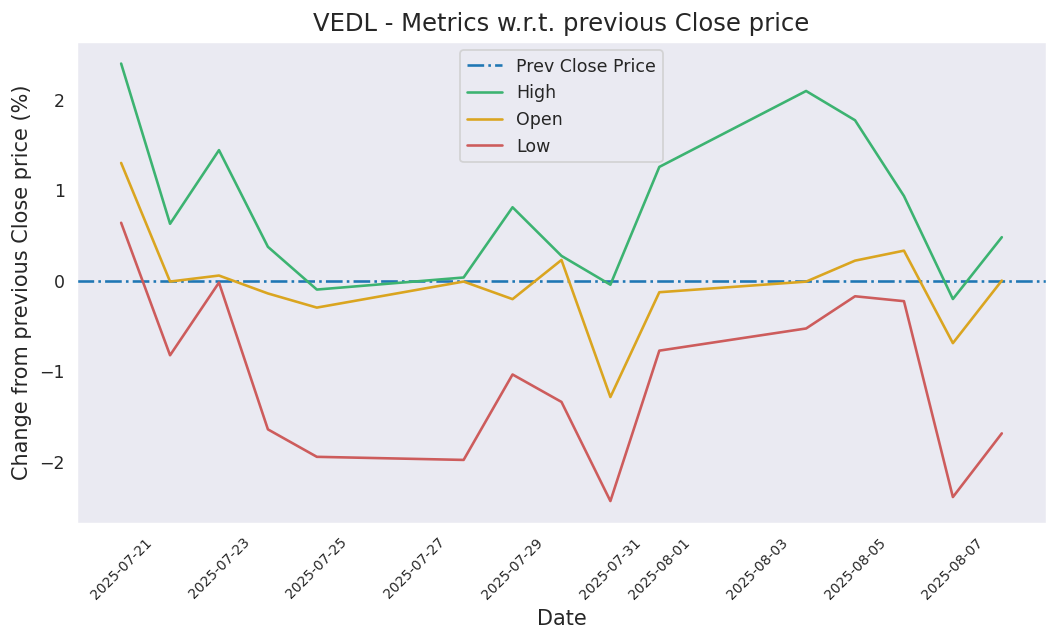 VEDL - Metrics w.r.t. previous Close price
Change from previous Close price (%)
Prev Close Price
High
Open
Low
2
1
0
−1
−2
2025-07-21
2025-07-23
2025-07-25
2025-07-27
2025-07-29
2025-07-31
2025-08-01
2025-08-03
2025-08-05
2025-08-07
Date